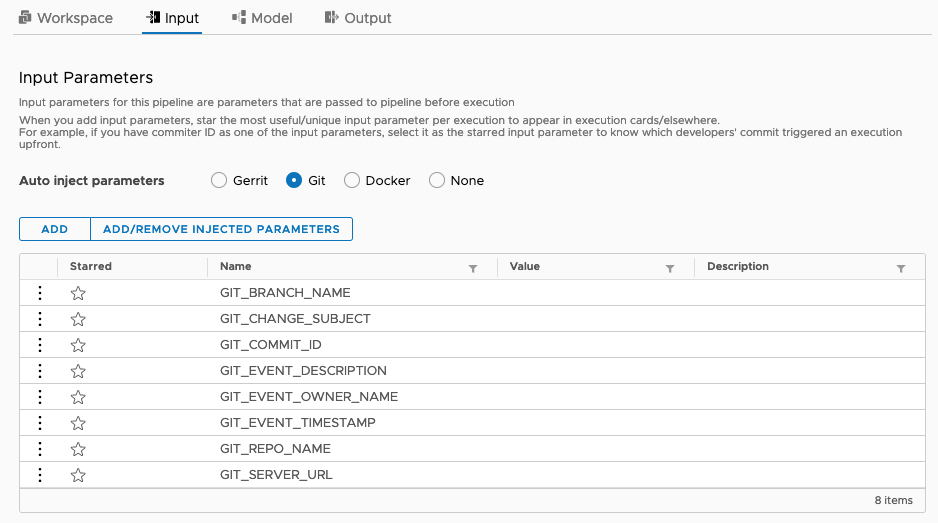 Workspace Input Model Output
Input Parameters
Input parameters for this pipeline are parameters that are passed to pipeline before execution
When you add input parameters, star the most useful/unique input parameter per execution to appear in execution cards/elsewhere.
For example, if you have commiter ID as one of the input parameters, select it as the starred input parameter to know which developers' commit triggered an execution
upfront.
Auto inject parameters Gerrit Git Docker None
ADD ADD/REMOVE INJECTED PARAMETERS
Starred Name Value Description
GIT_BRANCH_NAME
GIT_CHANGE_SUBJECT
GIT_COMMIT_ID
GIT_EVENT_DESCRIPTION
GIT_EVENT_OWNER_NAME
GIT_EVENT_TIMESTAMP
GIT_REPO_NAME
GIT_SERVER_URL
8 items